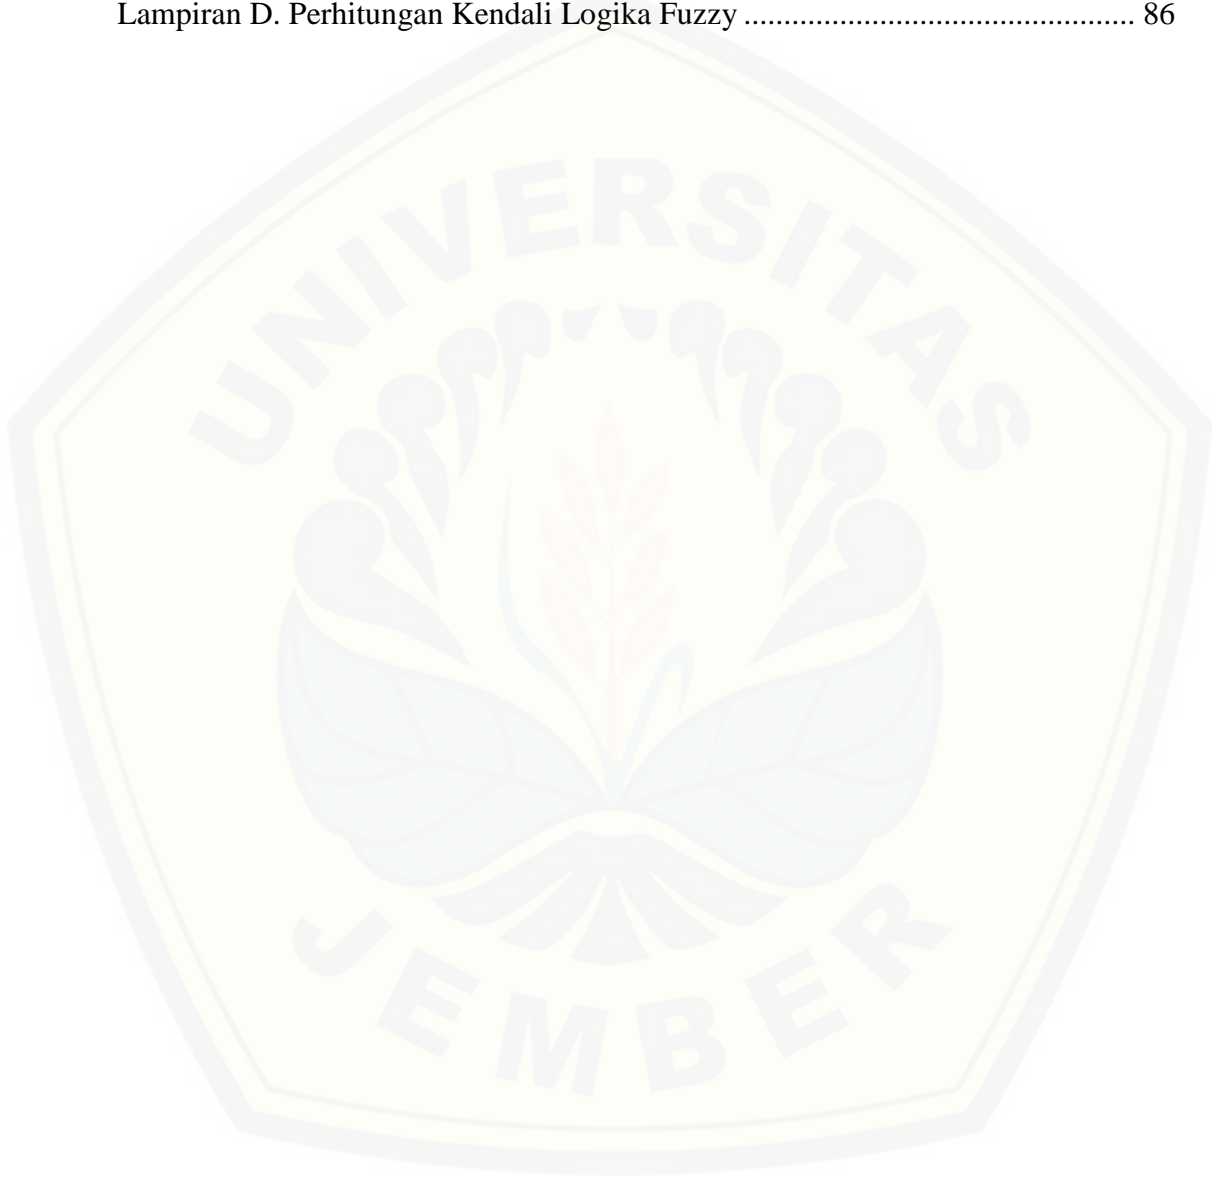 Lampiran D. Perhitungan Kendali Logika Fuzzy .......................................... 86
UNIVERSITAS
JEMBER